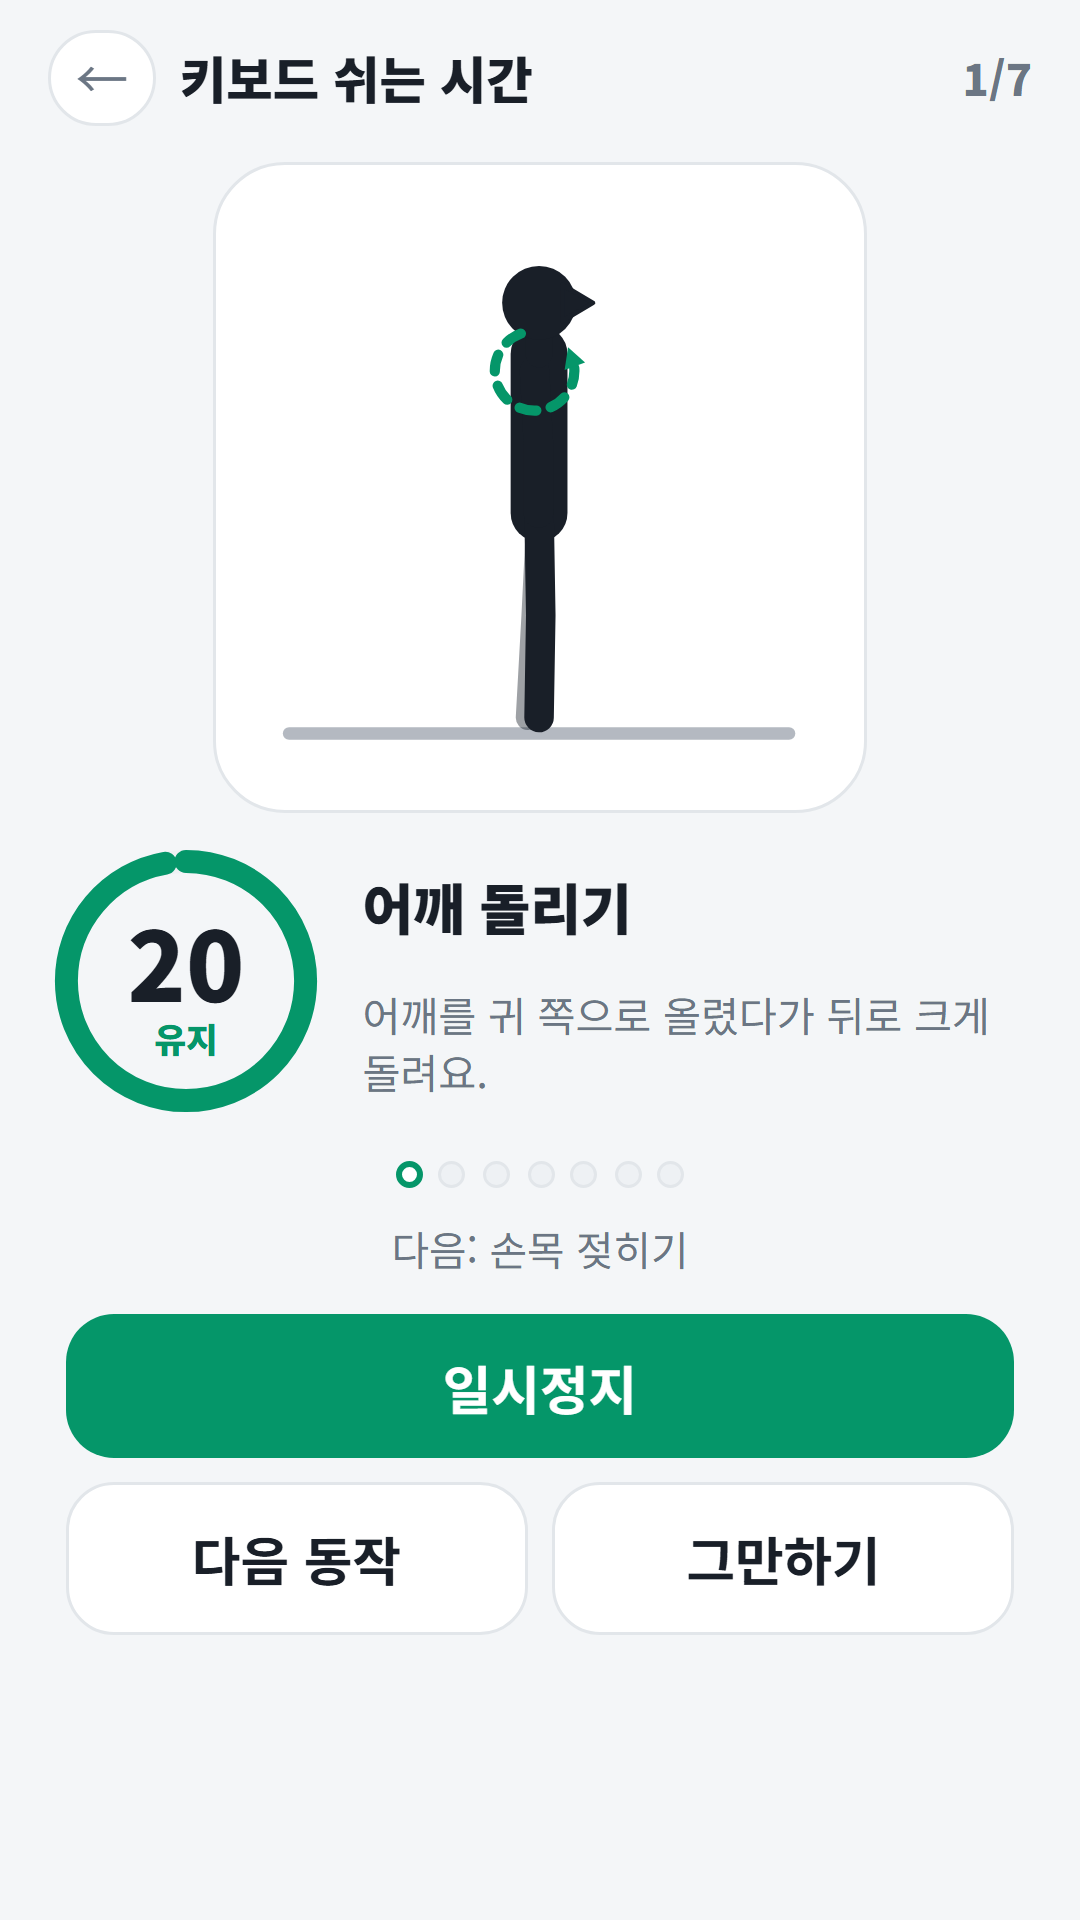 ←
키보드 쉬는 시간
1/7
20
유지
어깨 돌리기
어깨를 귀 쪽으로 올렸다가 뒤로 크게
돌려요.
다음: 손목 젖히기
일시정지
다음 동작
그만하기